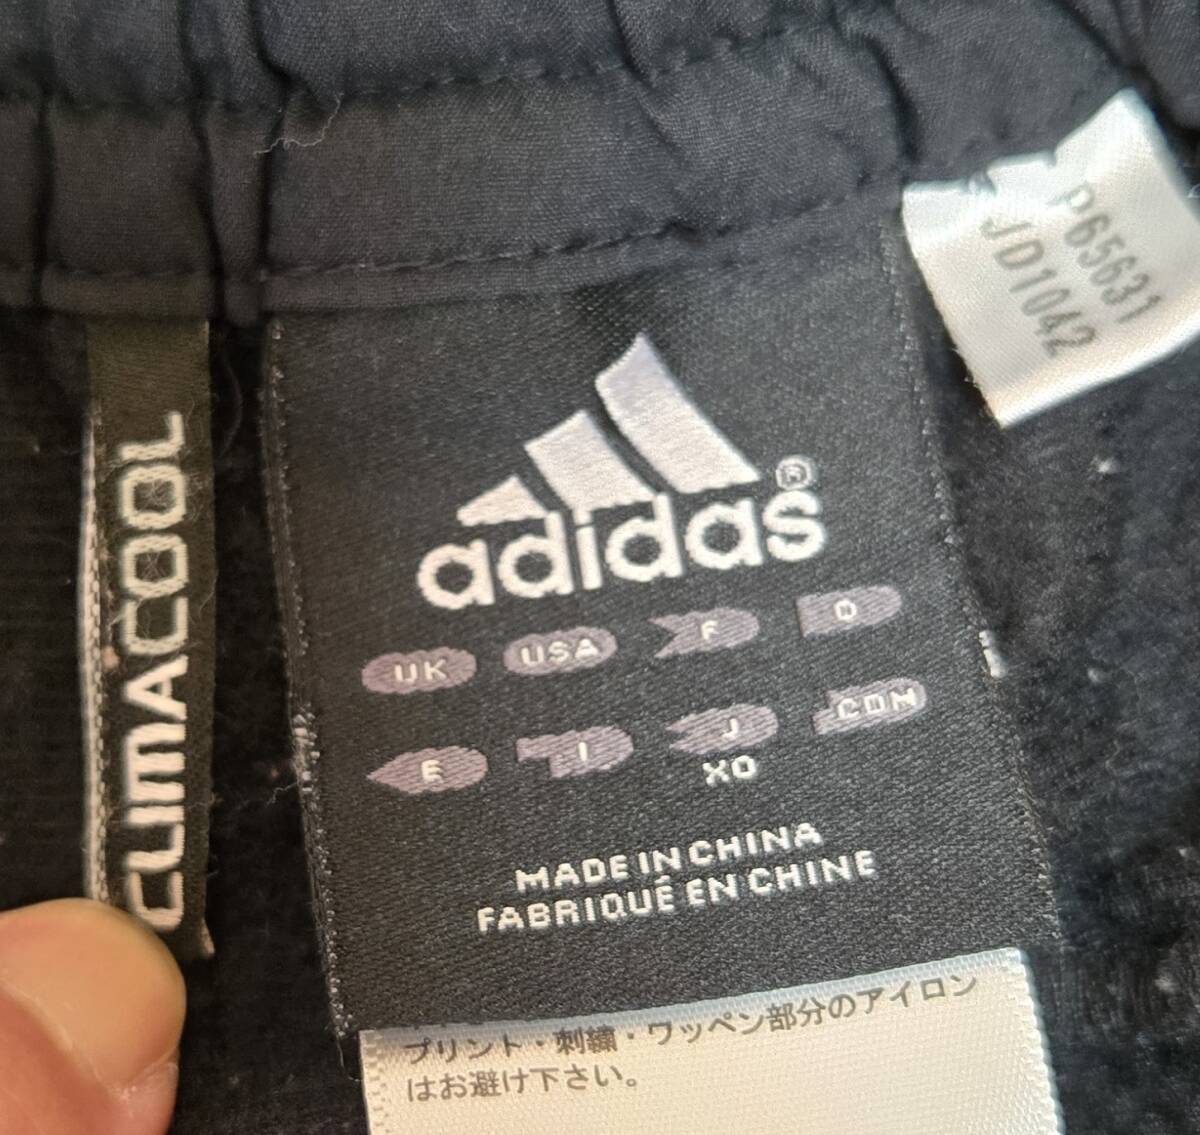 P65631
JD1042
CLIMACOOL
®
adidas
UK USA F D
E I J CDN
XO
MADE IN CHINA
FABRIQUÉ EN CHINE
プリント・刺繍・ワッペン部分のアイロン
はお避け下さい。